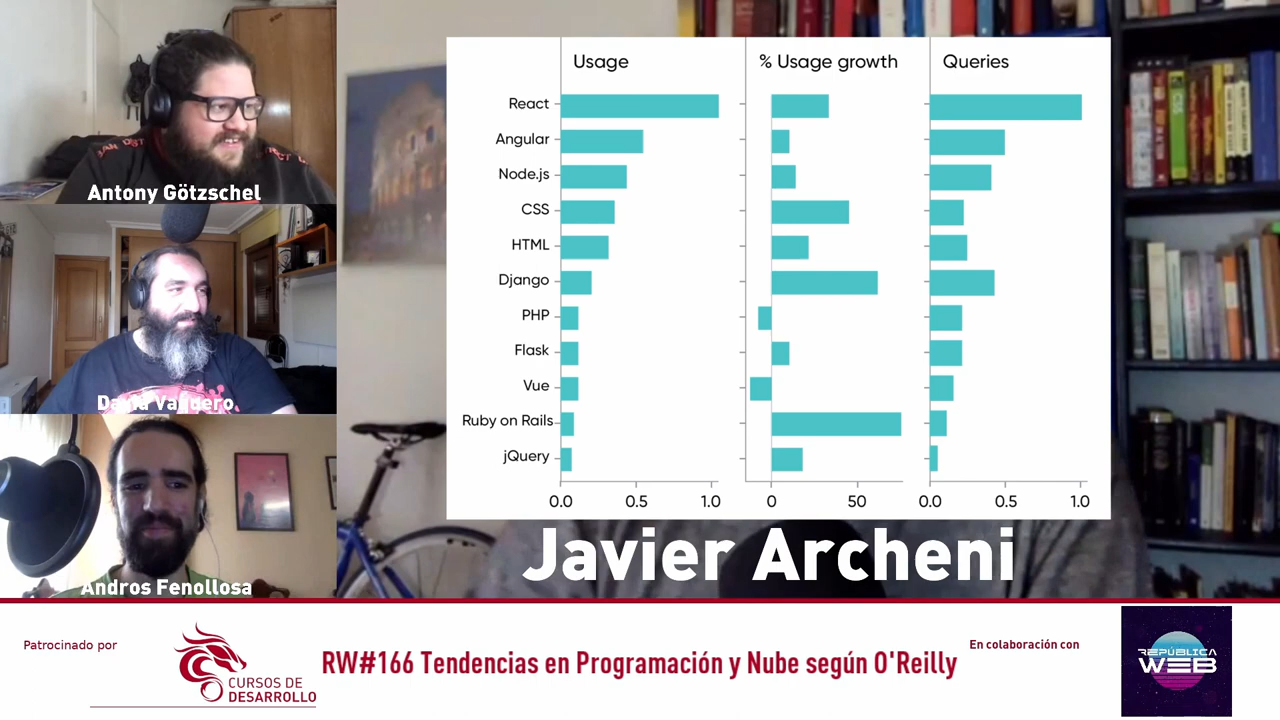 Antony Götzschel
David Vaquero
Andros Fenollosa
Usage
% Usage growth
Queries
React
Angular
Node.js
CSS
HTML
Django
PHP
Flask
Vue
Ruby on Rails
jQuery
0.0 0.5 1.0
0 50
0.0 0.5 1.0
Javier Archeni
Patrocinado por
CURSOS DE
DESARROLLO
RW#166 Tendencias en Programación y Nube según O'Reilly
En colaboración con
REPÚBLICA
WEB